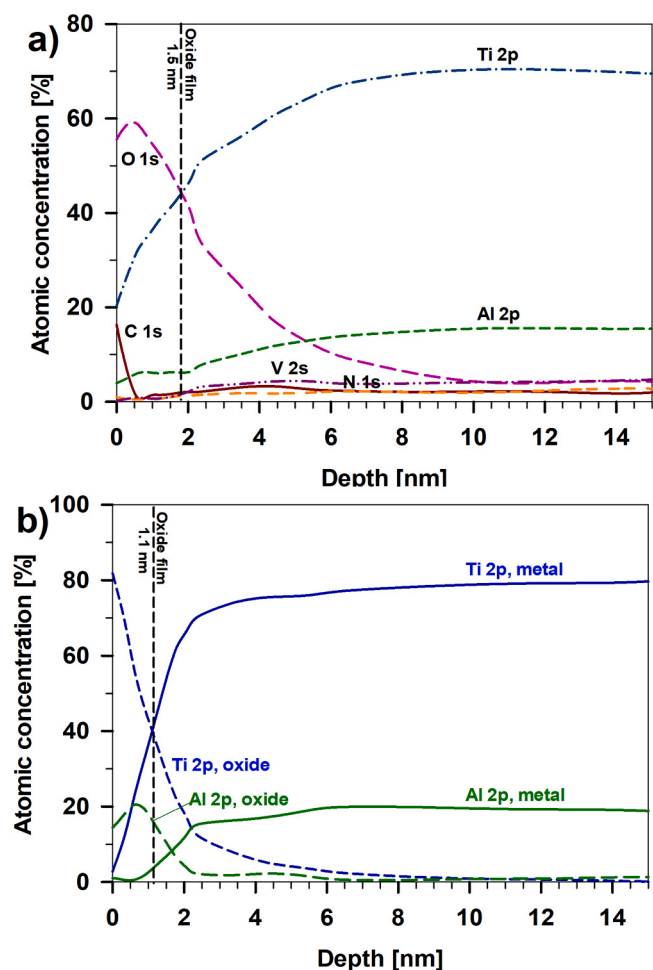 a)
80
60
40
20
0
Atomic concentration [%]
Oxide film
1.5 nm
Ti 2p
O 1s
C 1s
Al 2p
V 2s
N 1s
0 2 4 6 8 10 12 14
Depth [nm]
b)
100
80
60
40
20
0
Atomic concentration [%]
Oxide film
1.1 nm
Ti 2p, metal
Ti 2p, oxide
Al 2p, oxide
Al 2p, metal
0 2 4 6 8 10 12 14
Depth [nm]